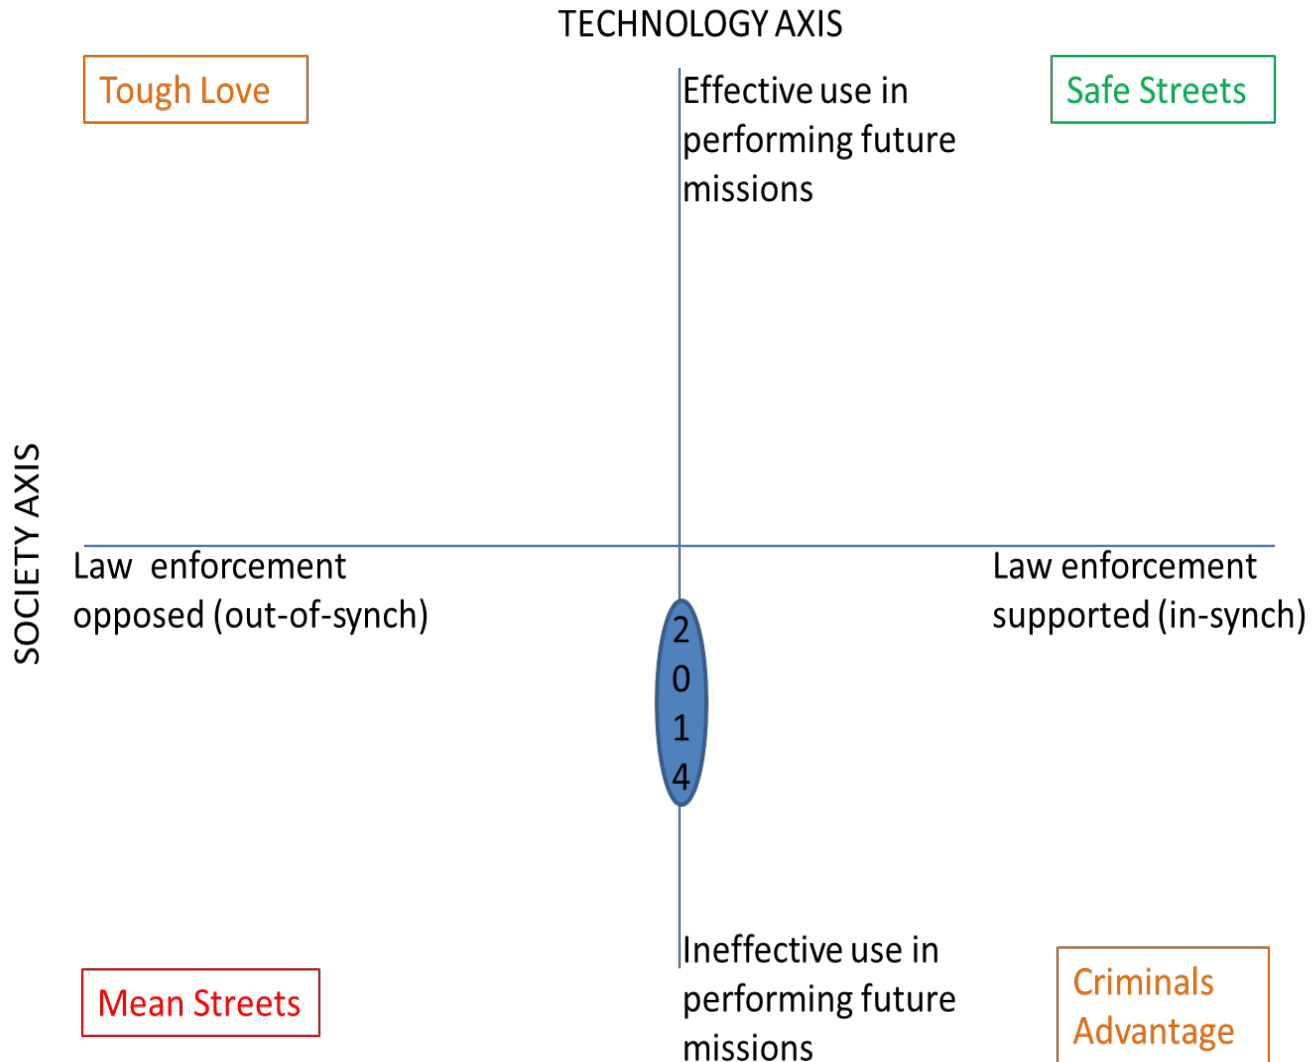 TECHNOLOGY AXIS
Tough Love
Effective use in
performing future
missions
Safe Streets
SOCIETY AXIS
Law enforcement
opposed (out-of-synch)
Law enforcement
supported (in-synch)
2
0
1
4
Mean Streets
Ineffective use in
performing future
missions
Criminals
Advantage